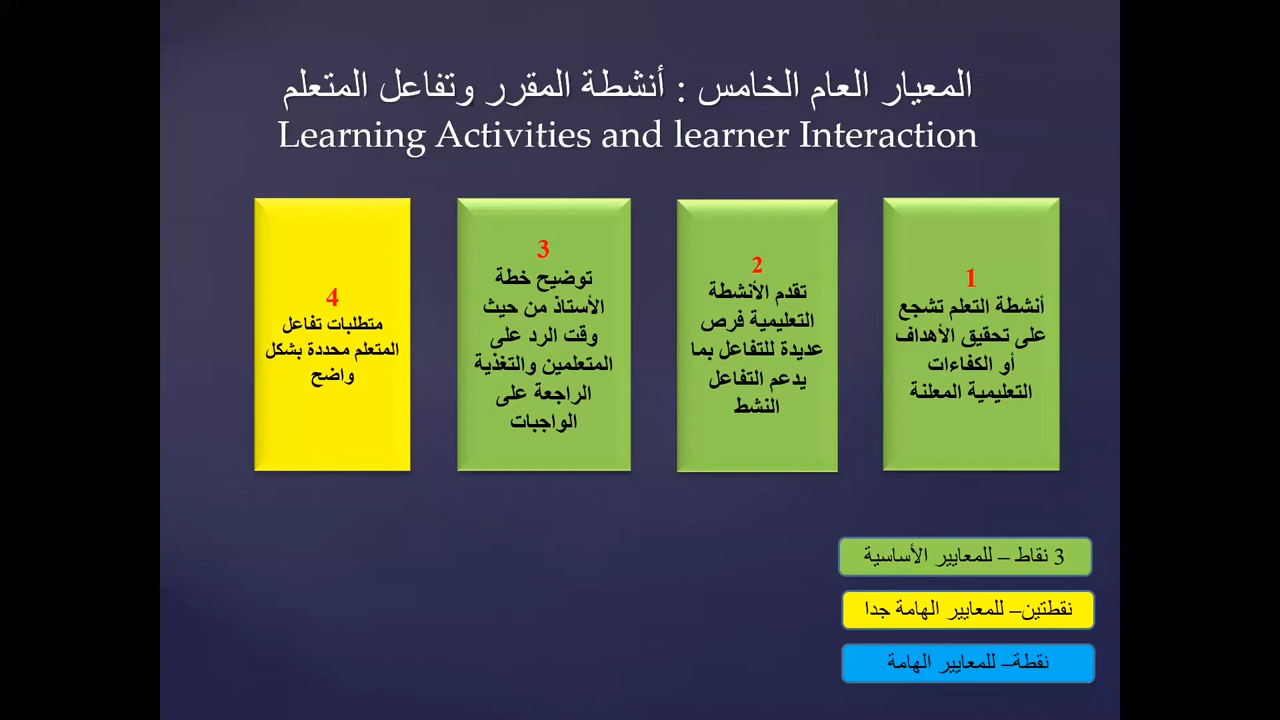 المعيار العام الخامس : أنشطة المقرر وتفاعل المتعلم
Learning Activities and learner Interaction
1
أنشطة التعلم تشجع
على تحقيق الأهداف
أو الكفاءات
التعليمية المعلنة
2
تقدم الأنشطة
التعليمية فرص
عديدة للتفاعل بما
يدعم التفاعل
النشط
3
توضيح خطة
الأستاذ من حيث
وقت الرد على
المتعلمين والتغذية
الراجعة على
الواجبات
4
متطلبات تفاعل
المتعلم محددة بشكل
واضح
3 نقاط – للمعايير الأساسية
نقطتين– للمعايير الهامة جدا
نقطة– للمعايير الهامة